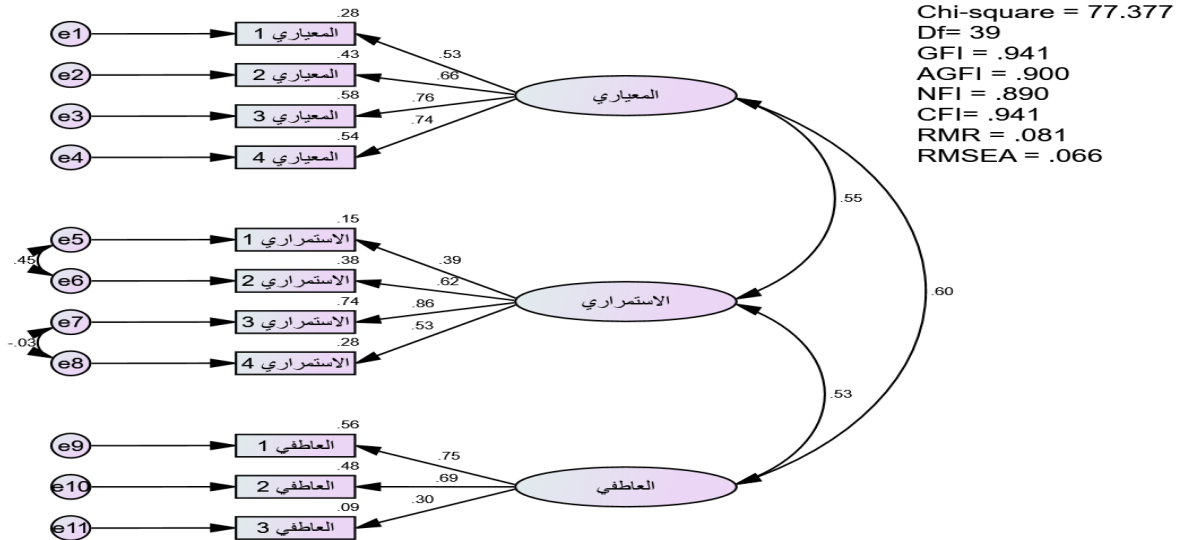 Chi-square = 77.377
Df= 39
GFI = .941
AGFI = .900
NFI = .890
CFI= .941
RMR = .081
RMSEA = .066
.28
e1
المعياري 1
.53
.43
e2
المعياري 2
.66
.58
e3
المعياري 3
.76
.54
e4
المعياري 4
.74
المعياري
.55
.60
.15
e5
الاستمراري 1
.39
.45
.38
e6
الاستمراري 2
.62
.74
e7
الاستمراري 3
.86
-.03
.28
e8
الاستمراري 4
.53
الاستمراري
.53
.56
e9
العاطفي 1
.75
.48
e10
العاطفي 2
.69
.09
e11
العاطفي 3
.30
العاطفي